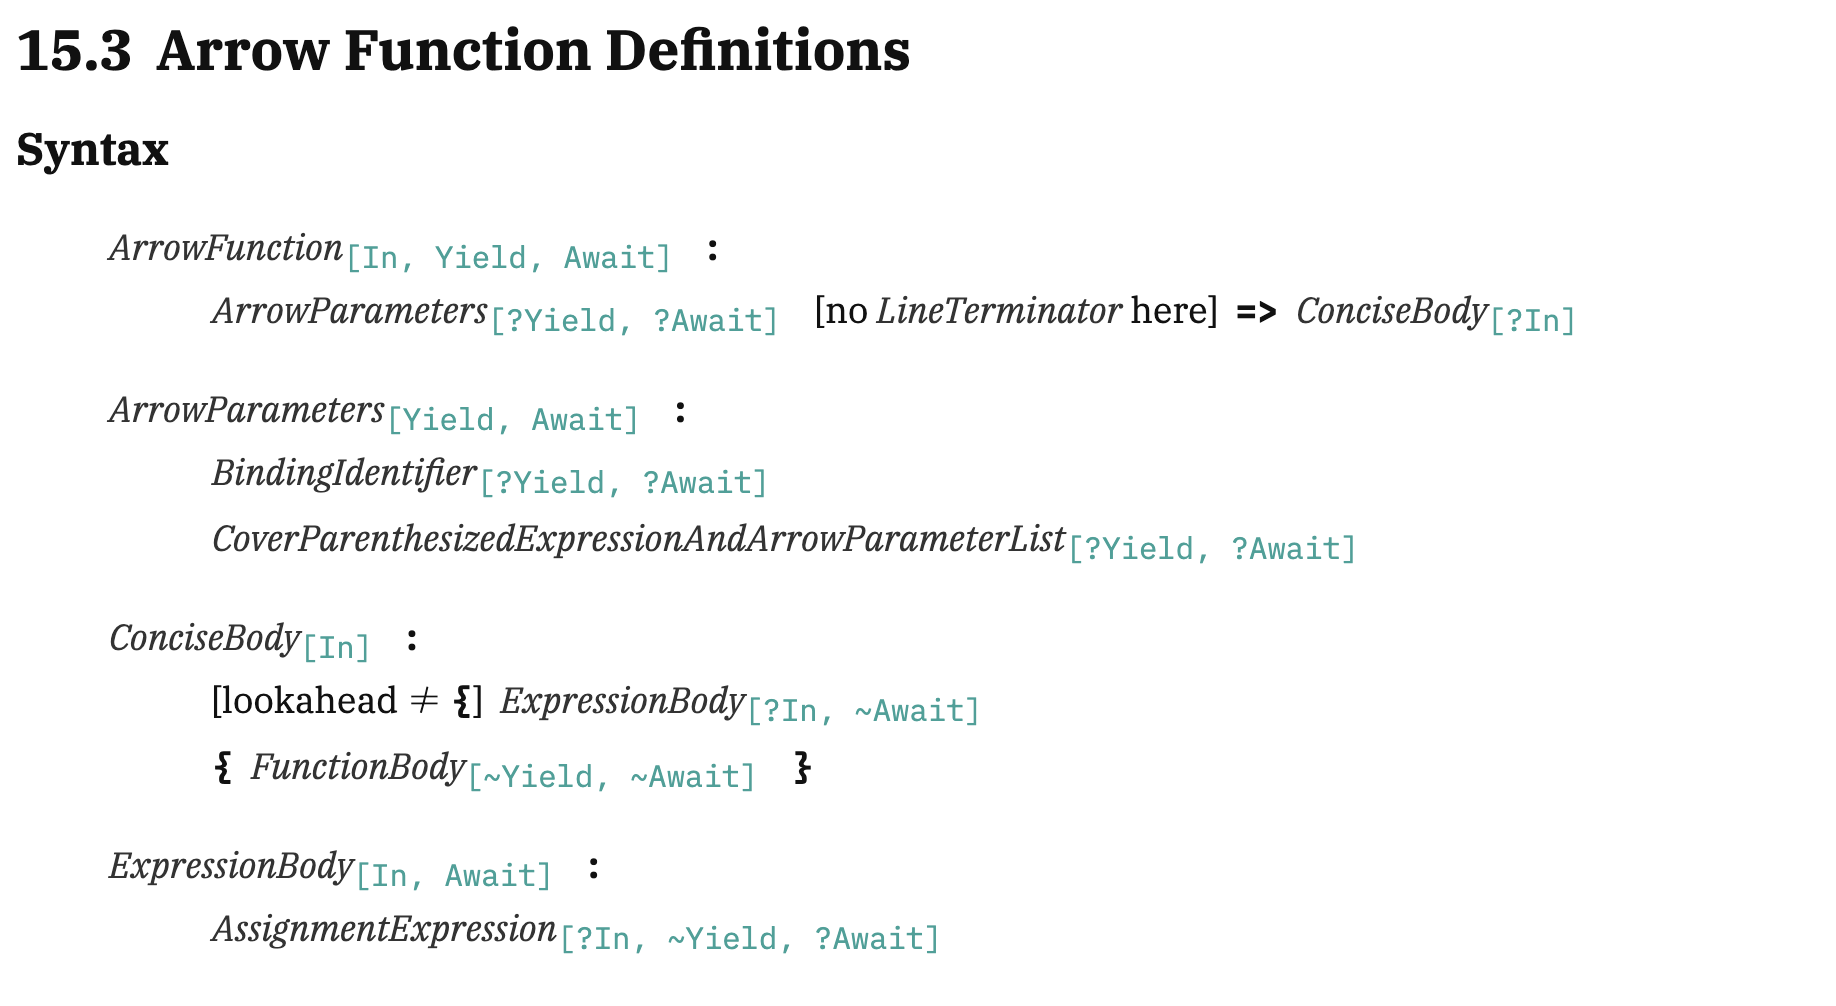 15.3 Arrow Function Definitions
Syntax
ArrowFunction[In, Yield, Await] :
ArrowParameters[?Yield, ?Await] [no LineTerminator here] => ConciseBody[?In]
ArrowParameters[Yield, Await] :
BindingIdentifier[?Yield, ?Await]
CoverParenthesizedExpressionAndArrowParameterList[?Yield, ?Await]
ConciseBody[In] :
[lookahead ≠ {] ExpressionBody[?In, ~Await]
{ FunctionBody[~Yield, ~Await] }
ExpressionBody[In, Await] :
AssignmentExpression[?In, ~Yield, ?Await]